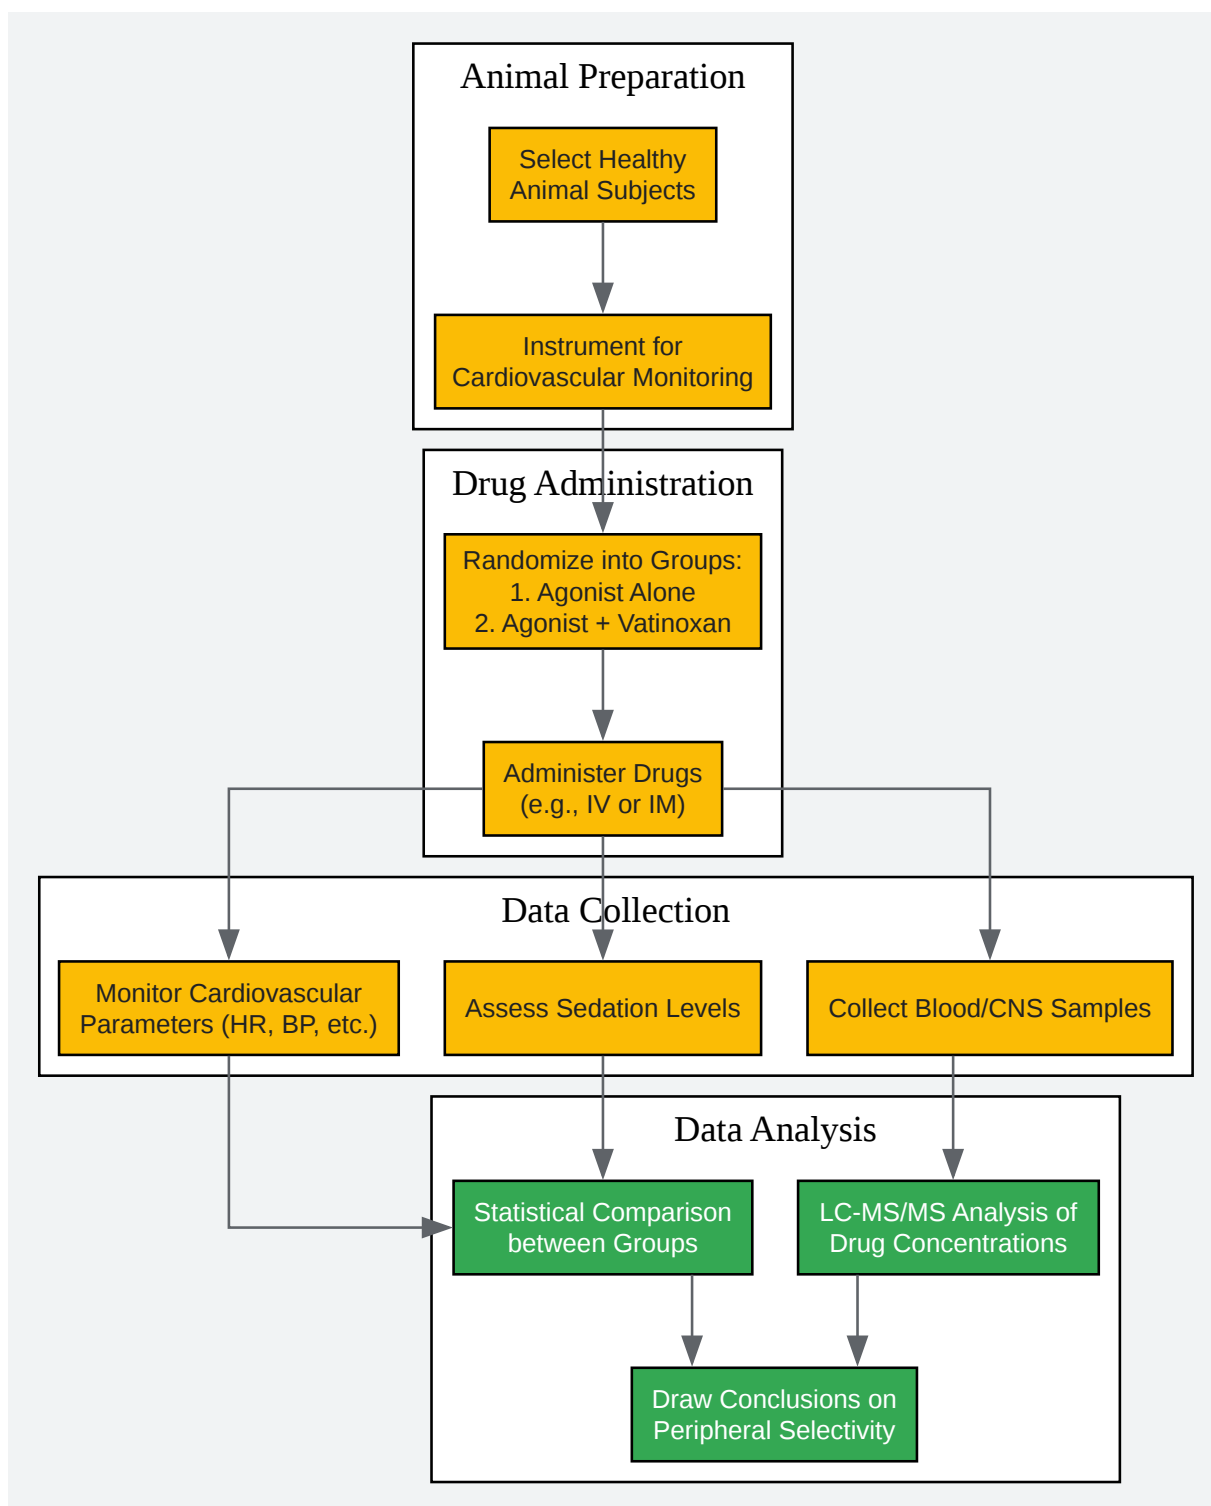 Animal Preparation
Select Healthy
Animal Subjects
Instrument for
Cardiovascular Monitoring
Drug Administration
Randomize into Groups:
1. Agonist Alone
2. Agonist + Vatinoxan
Administer Drugs
(e.g., IV or IM)
Data Collection
Monitor Cardiovascular
Parameters (HR, BP, etc.)
Assess Sedation Levels
Collect Blood/CNS Samples
Data Analysis
Statistical Comparison
between Groups
LC-MS/MS Analysis of
Drug Concentrations
Draw Conclusions on
Peripheral Selectivity